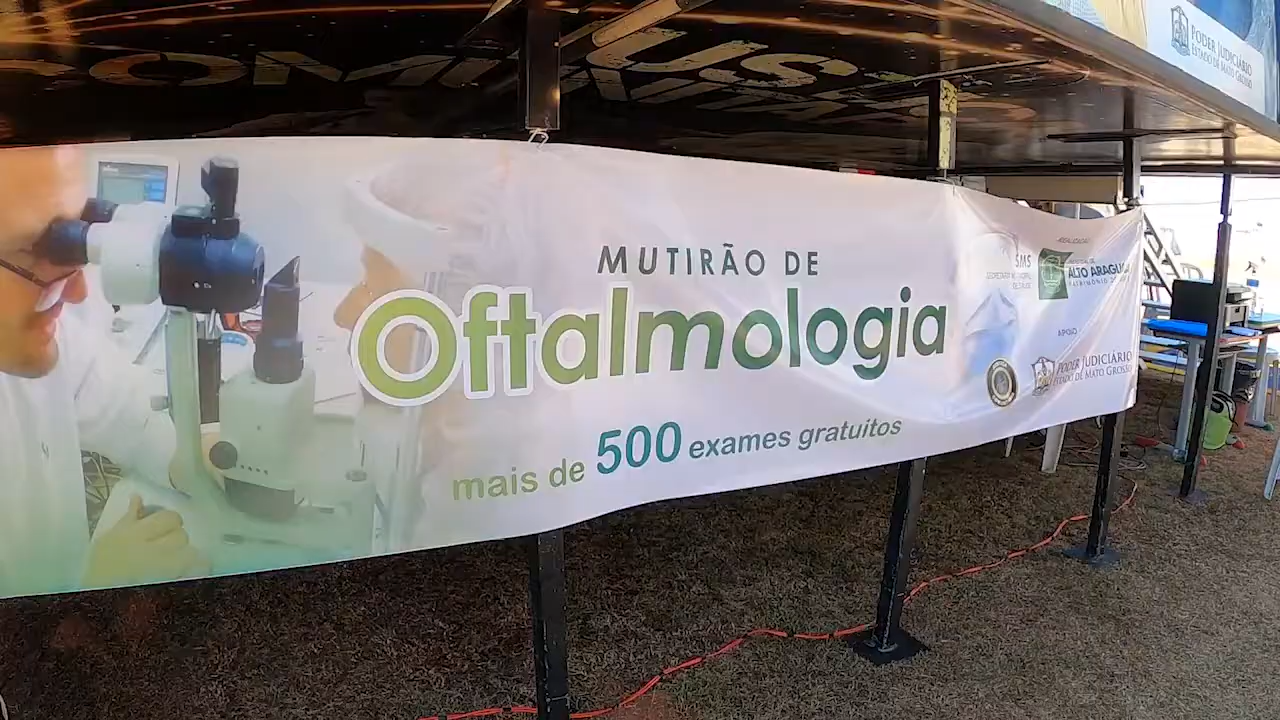 PODER JUDICIÁRIO
ESTADO DE MATO GROSSO
MUTIRÃO DE
Oftalmologia
mais de 500 exames gratuitos
SMS
ALTO ARAGUAIA
PODER JUDICIÁRIO
ESTADO DE MATO GROSSO